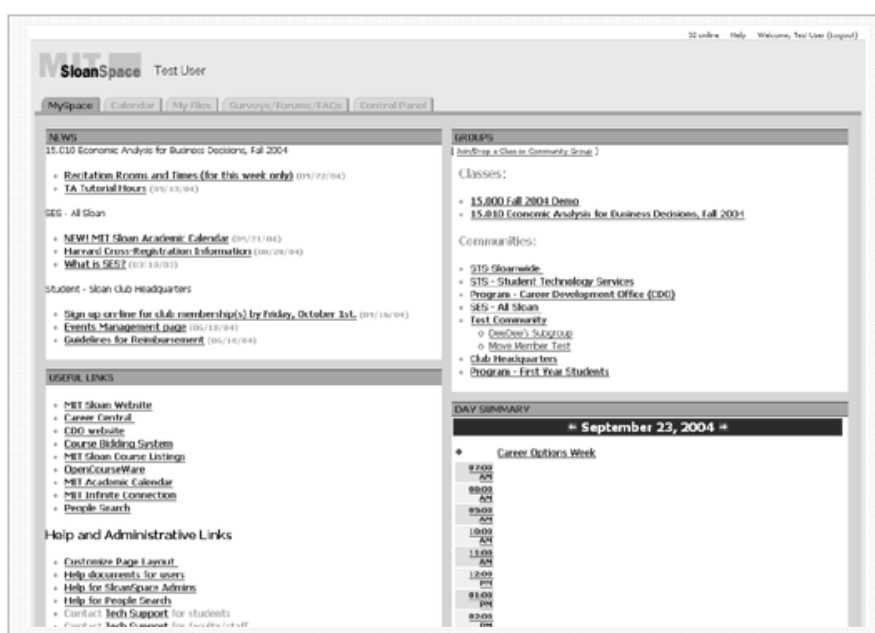 32 online Help Welcome, Test User (Logout)
MIT
SloanSpace Test User
MySpace Calendar My Files Surveys/Forums/FAQs Control Panel
NEWS
15.010 Economic Analysis for Business Decisions, Fall 2004
Recitation Rooms and Times (for this week only) (09/22/04)
TA Tutorial Hours (09/13/04)
SES - All Sloan
NEW! MIT Sloan Academic Calendar (09/21/04)
Harvard Cross-Registration Information (08/20/04)
What is SES? (03/10/03)
Student - Sloan Club Headquarters
Sign up on-line for club membership(s) by Friday, October 1st. (09/16/04)
Events Management page (06/18/04)
Guidelines for Reimbursement (06/18/04)
USEFUL LINKS
MIT Sloan Website
Career Central
CDO website
Course Bidding System
MIT Sloan Course Listings
OpenCourseWare
MIT Academic Calendar
MIT Infinite Connection
People Search
Help and Administrative Links
Customize Page Layout
Help documents for users
Help for SloanSpace Admins
Help for People Search
Contact Tech Support for students
Contact Tech Support for faculty/staff
GROUPS
[ Join/Drop a Class or Community Group ]
Classes:
15.000 Fall 2004 Demo
15.010 Economic Analysis for Business Decisions, Fall 2004
Communities:
STS Sloanwide
STS - Student Technology Services
Program - Career Development Office (CDO)
SES - All Sloan
Test Community
DeeDee's Subgroup
Move Member Test
Club Headquarters
Program - First Year Students
DAY SUMMARY
September 23, 2004
Career Options Week
07:00
AM
08:00
AM
09:00
AM
10:00
AM
11:00
AM
12:00
PM
01:00
PM
02:00
PM